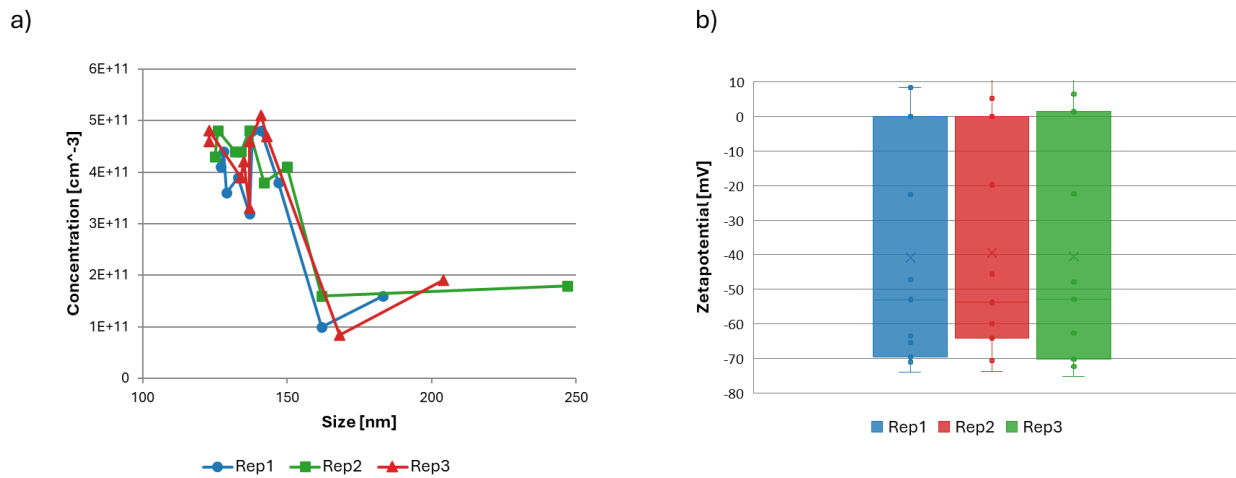 a)
6E+11
5E+11
4E+11
3E+11
2E+11
1E+11
0
100 150 200 250
Concentration [cm^-3]
Size [nm]
Rep1 Rep2 Rep3
b)
10
0
-10
-20
-30
-40
-50
-60
-70
-80
Zetapotential [mV]
Rep1 Rep2 Rep3